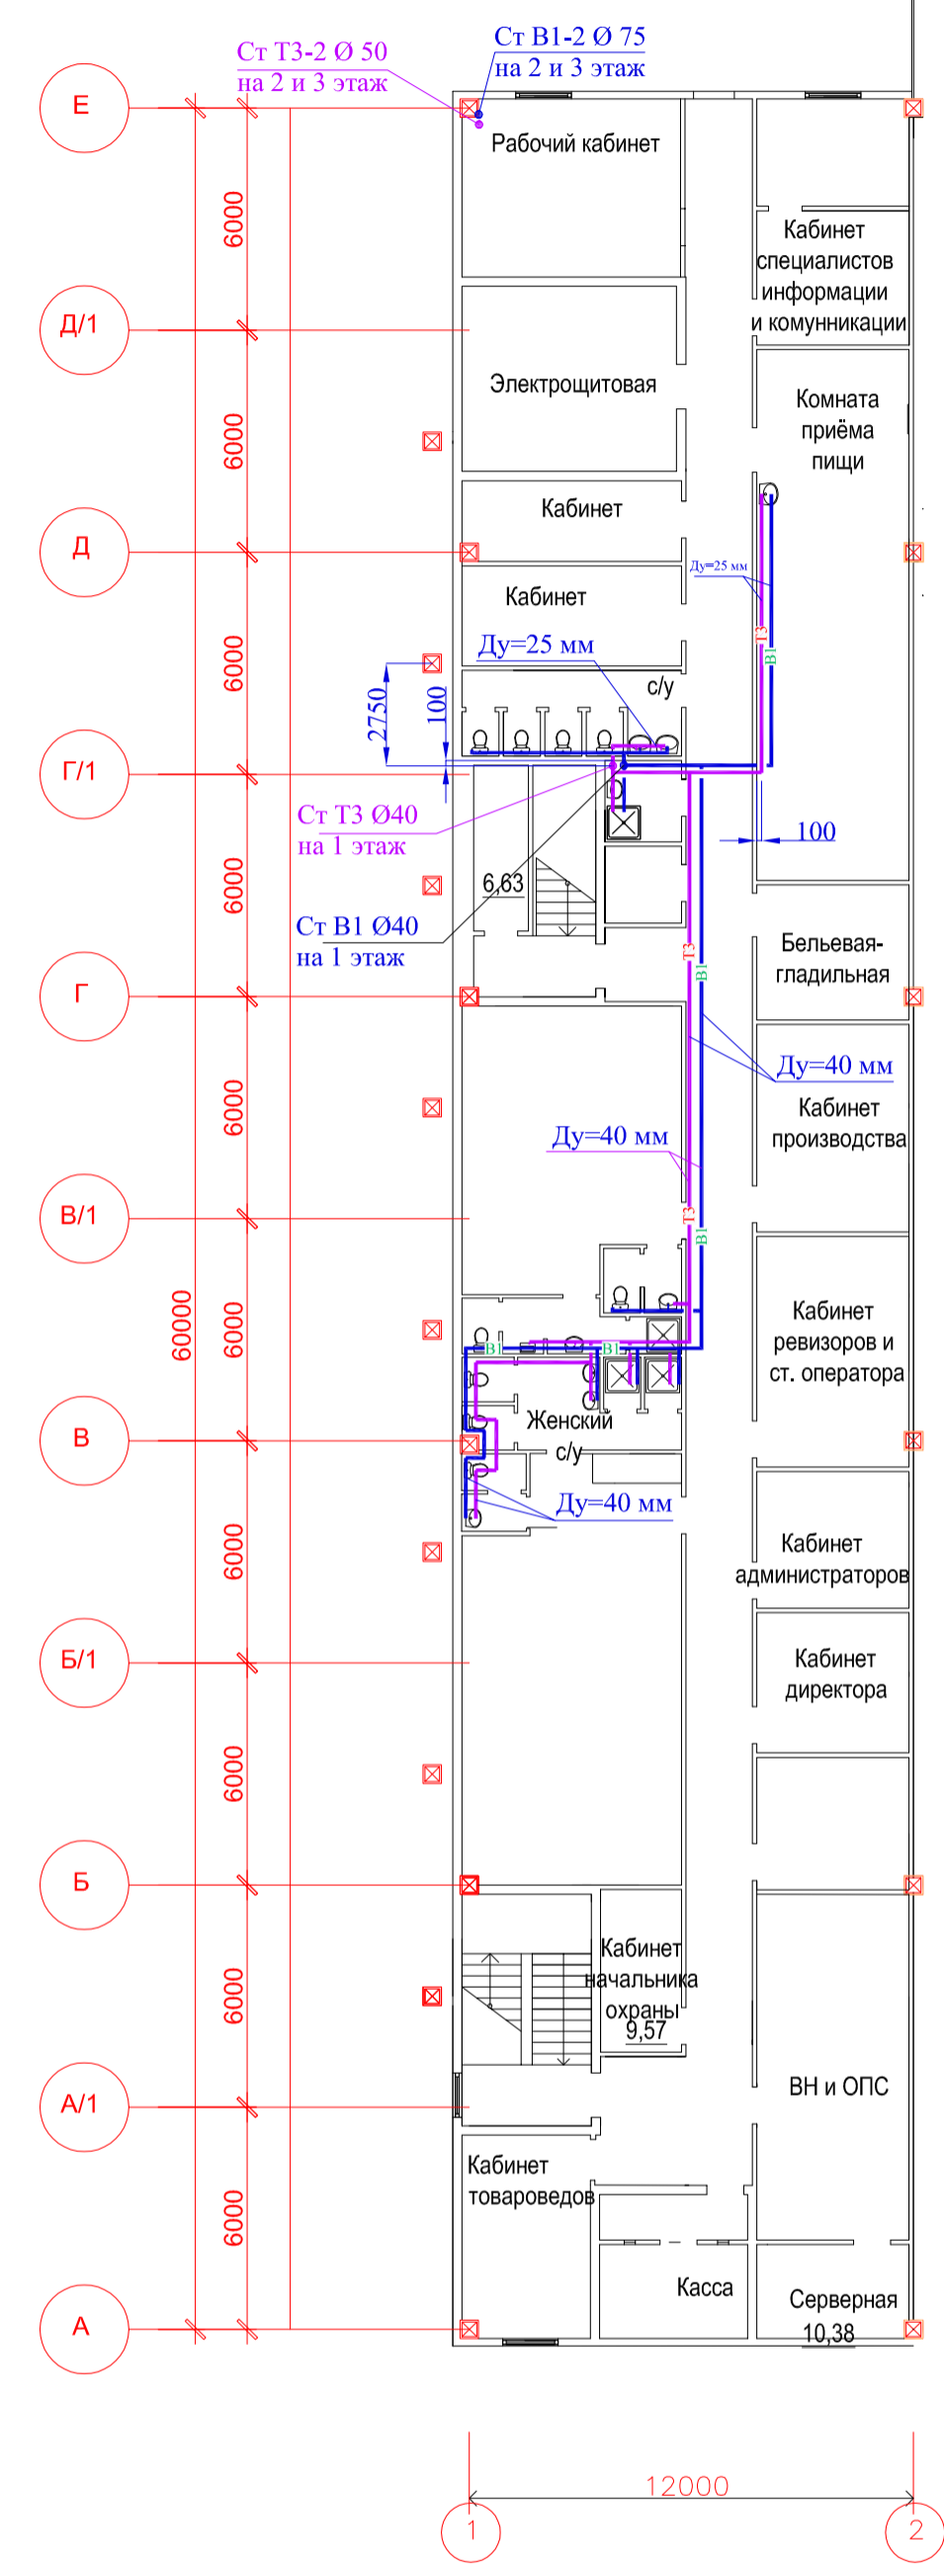 Ст Т3-2 Ø 50
на 2 и 3 этаж
Ст В1-2 Ø 75
на 2 и 3 этаж
Е
Рабочий кабинет
6000
Кабинет
специалистов
информации
и комунникации
Д/1
Электрощитовая
Комната
приёма
пищи
6000
Кабинет
Д
Ду=25 мм
Кабинет
Т3
В1
Ду=25 мм
6000
с/у
2750
100
Г/1
Ст Т3 Ø40
на 1 этаж
100
6000
6,63
Ст В1 Ø40
на 1 этаж
Т3
В1
Бельевая-
гладильная
Г
Ду=40 мм
6000
Кабинет
производства
Ду=40 мм
В/1
Т3
В1
60000
6000
Кабинет
ревизоров и
ст. оператора
В1
В1
В
Женский
с/у
Ду=40 мм
6000
Кабинет
администраторов
Б/1
Кабинет
директора
6000
Б
Кабинет
начальника
охраны
9,57
6000
А/1
ВН и ОПС
Кабинет
товароведов
6000
Касса
Серверная
10,38
А
12000
1
2